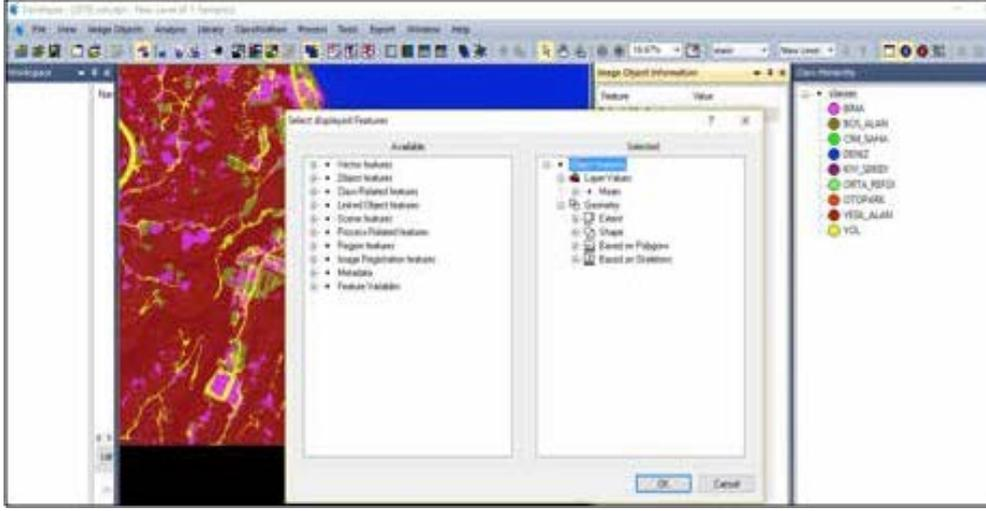 File View Image Objects Analysis Library Classification Process Tools Export Window Help
Image Object Information
Class Hierarchy
Feature Value
Select displayed Features
Available
Selected
Vector features
Object features
Class-Related features
Linked Object features
Scene features
Process-Related features
Region features
Image Registration features
Metadata
Feature Variables
Object features
Layer Values
Mean
Geometry
Extent
Shape
Based on Polygons
Based on Skeletons
OK
Cancel
classes
BINA
BOS_ALAN
CIM_SAHA
DENIZ
ORTA_REFUJ
OTOPARK
YESIL_ALAN
YOL